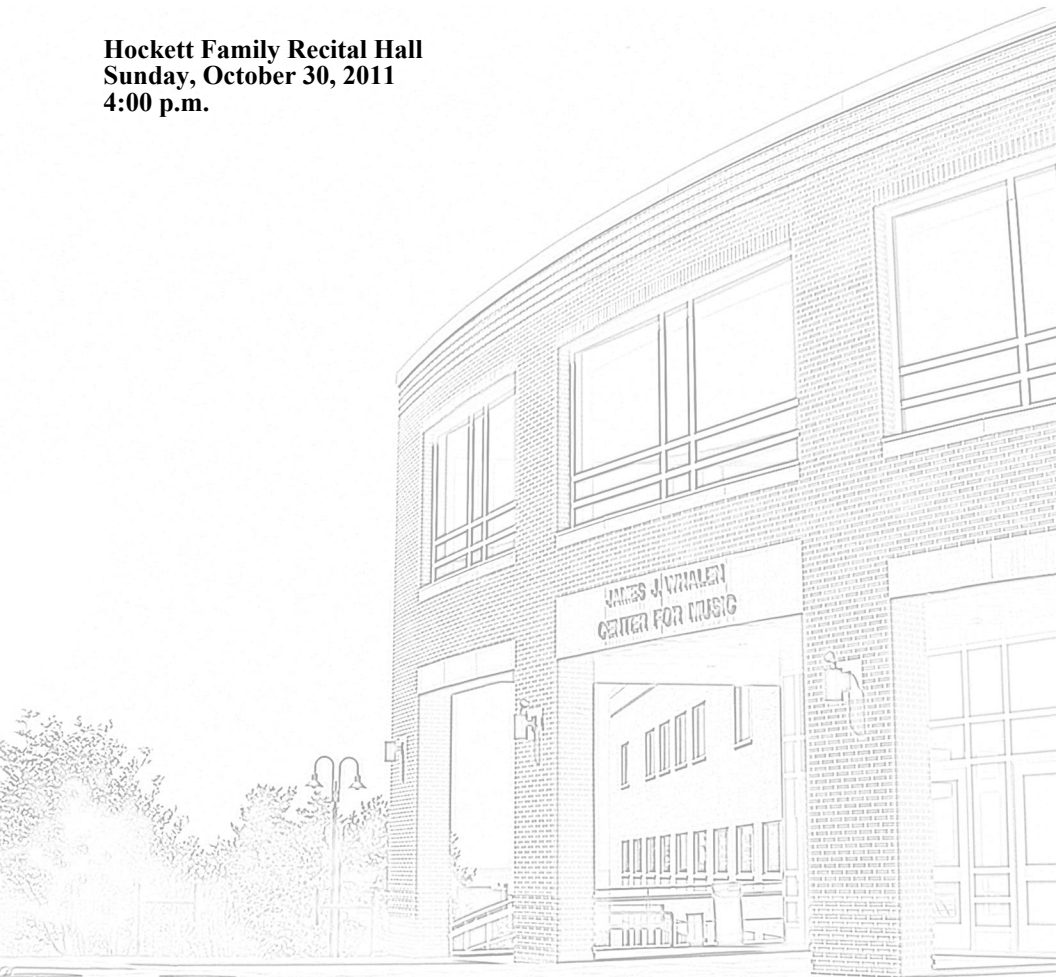 Hockett Family Recital Hall
Sunday, October 30, 2011
4:00 p.m.
JAMES J. WHALEN
CENTER FOR MUSIC